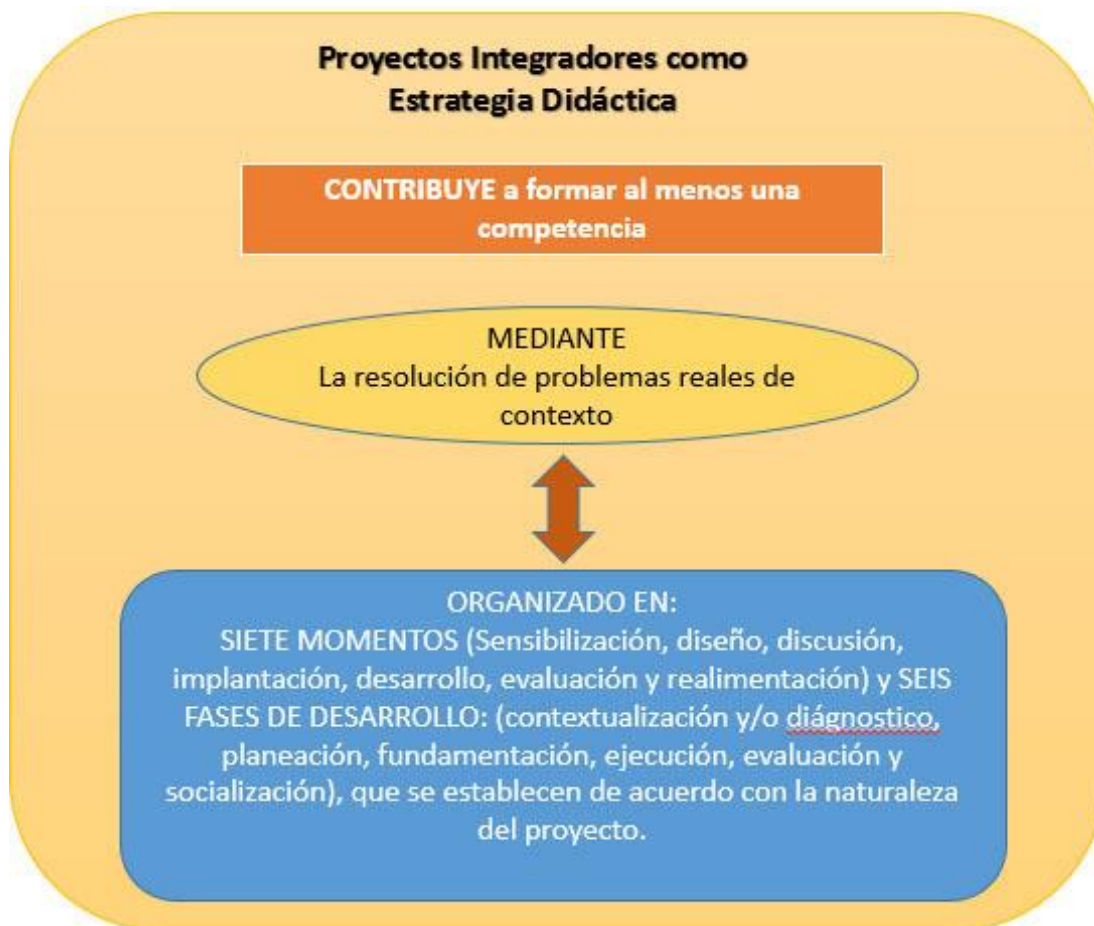 Proyectos Integradores como
Estrategia Didáctica
CONTRIBUYE a formar al menos una
competencia
MEDIANTE
La resolución de problemas reales de
contexto
ORGANIZADO EN:
SIETE MOMENTOS (Sensibilización, diseño, discusión,
implantación, desarrollo, evaluación y realimentación) y SEIS
FASES DE DESARROLLO: (contextualización y/o diágnostico,
planeación, fundamentación, ejecución, evaluación y
socialización), que se establecen de acuerdo con la naturaleza
del proyecto.